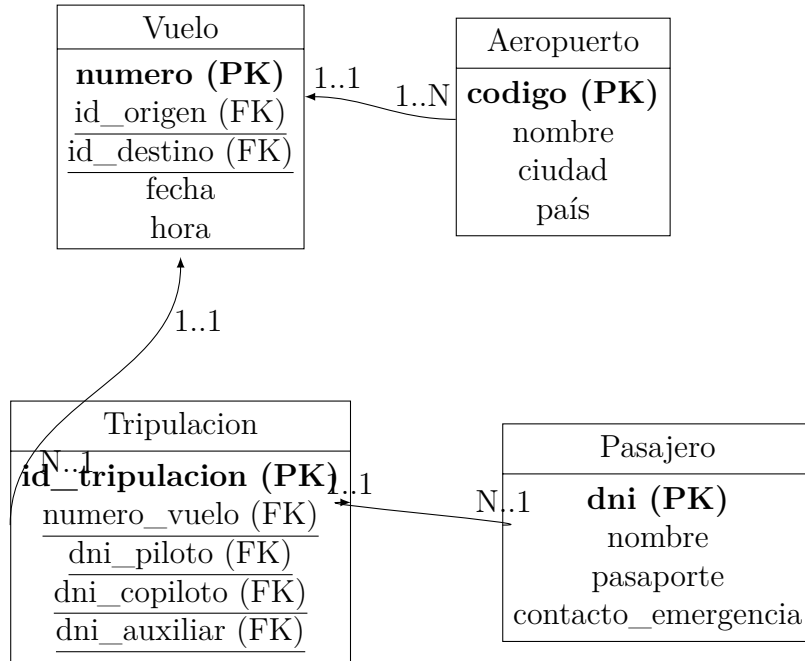 Vuelo
numero (PK)
id_origen (FK)
id_destino (FK)
fecha
hora
1..1
1..N
Aeropuerto
codigo (PK)
nombre
ciudad
país
1..1
Tripulacion
N..1
id_tripulacion (PK)
1..1
numero_vuelo (FK)
dni_piloto (FK)
dni_copiloto (FK)
dni_auxiliar (FK)
N..1
Pasajero
dni (PK)
nombre
pasaporte
contacto_emergencia